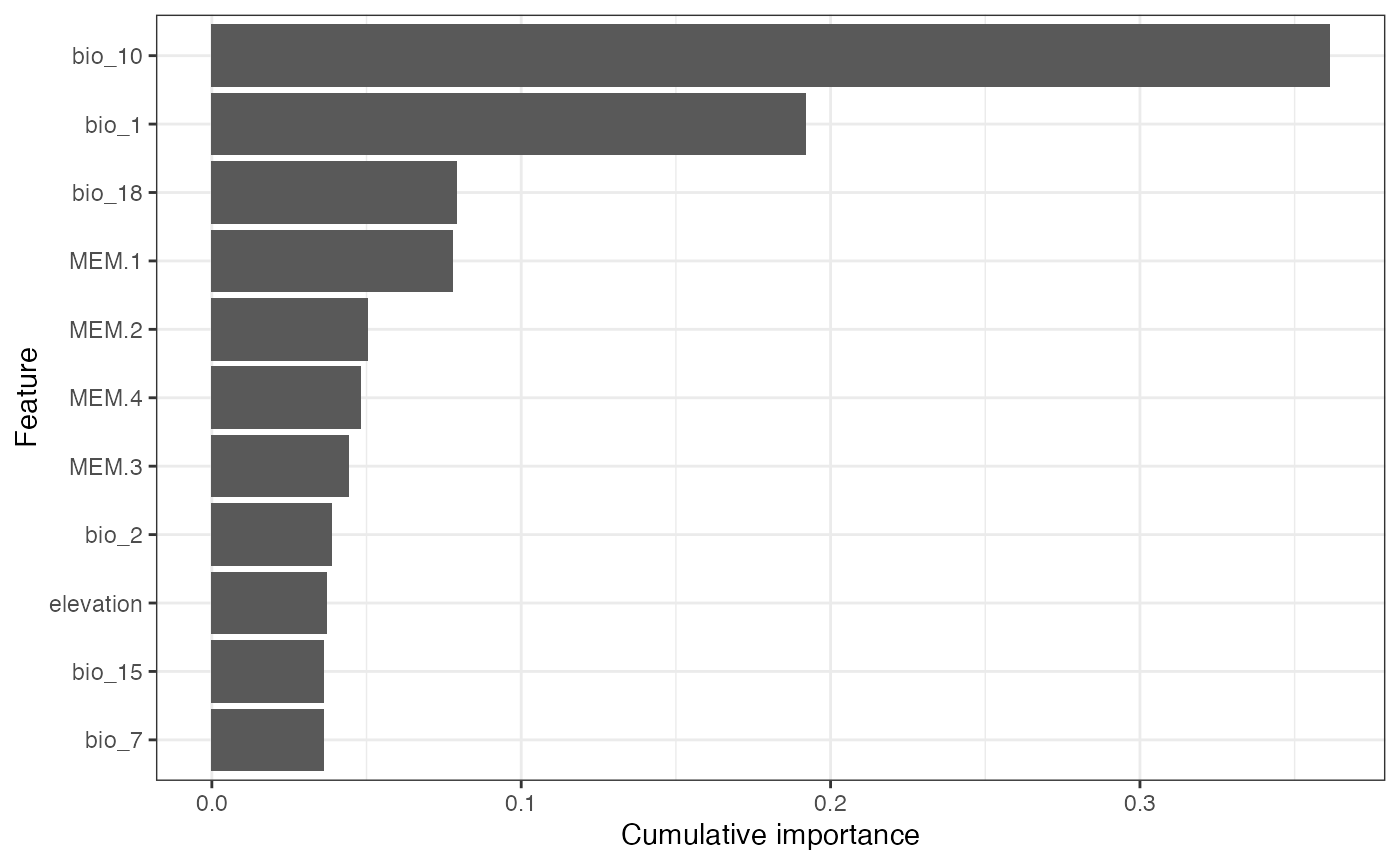 Feature
bio_10
bio_1
bio_18
MEM.1
MEM.2
MEM.4
MEM.3
bio_2
elevation
bio_15
bio_7
0.0 0.1 0.2 0.3
Cumulative importance